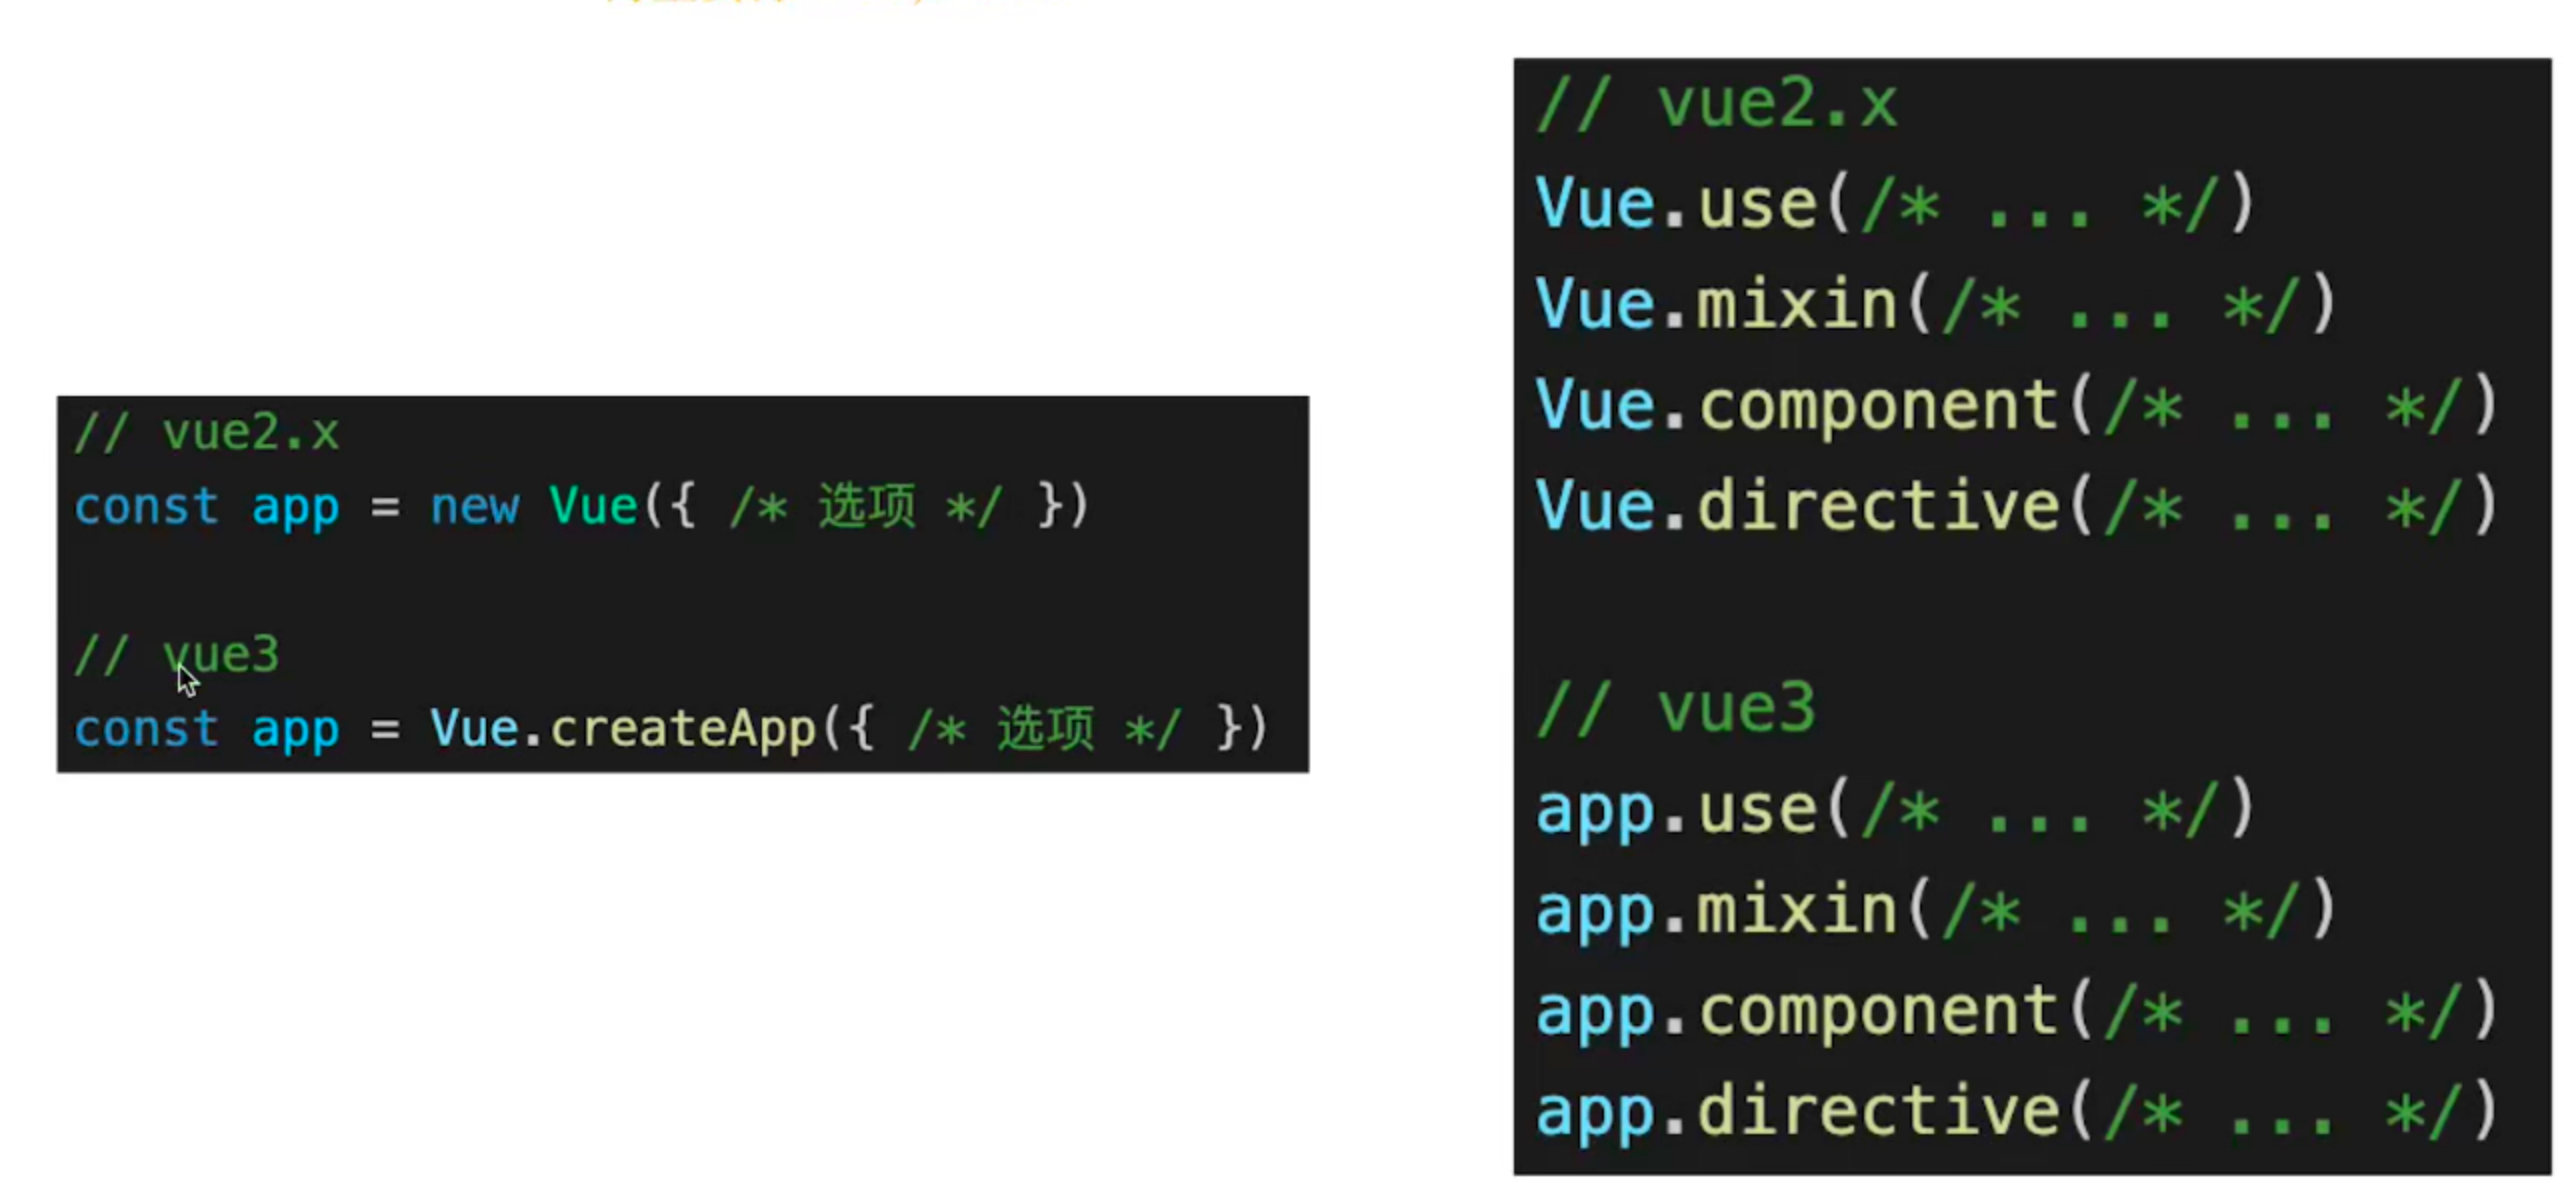 // vue2.x
const app = new Vue({ /* 选项 */ })
// vue3
const app = Vue.createApp({ /* 选项 */ })
// vue2.x
Vue.use(/* ... */)
Vue.mixin(/* ... */)
Vue.component(/* ... */)
Vue.directive(/* ... */)
// vue3
app.use(/* ... */)
app.mixin(/* ... */)
app.component(/* ... */)
app.directive(/* ... */)